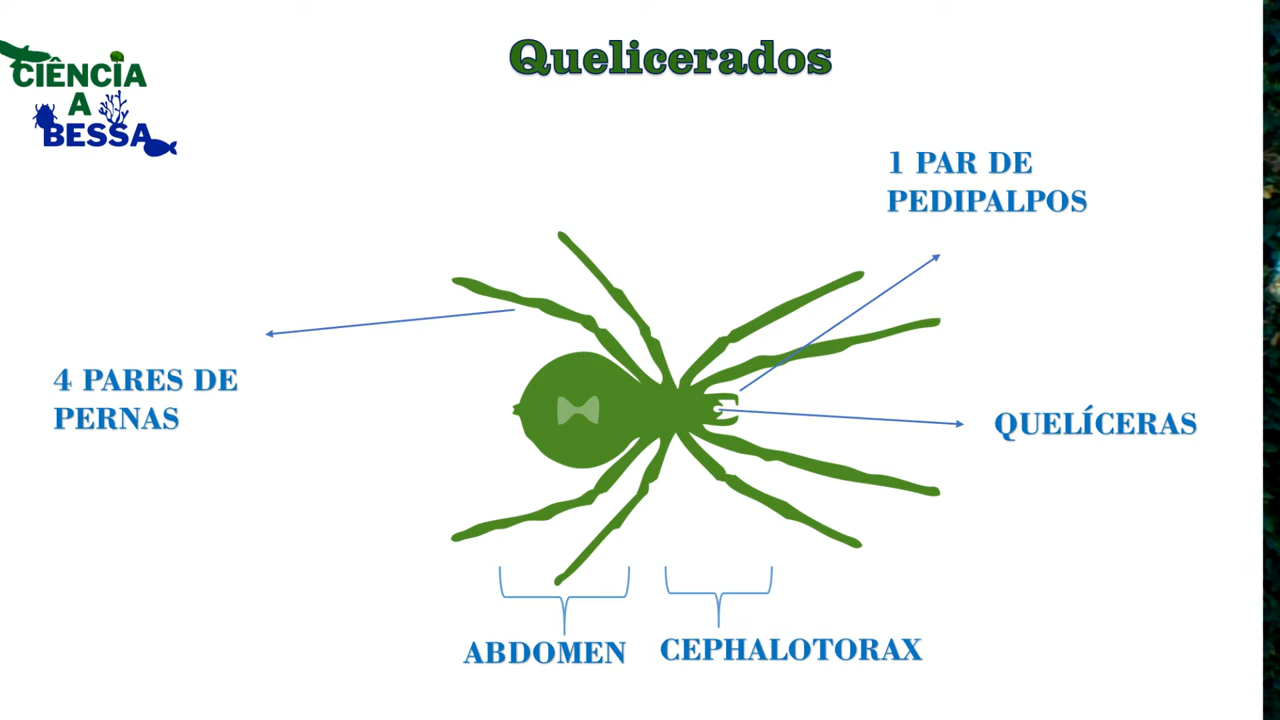 CIÊNCIA
A
BESSA
Quelicerados
1 PAR DE
PEDIPALPOS
4 PARES DE
PERNAS
QUELÍCERAS
ABDOMEN
CEPHALOTORAX